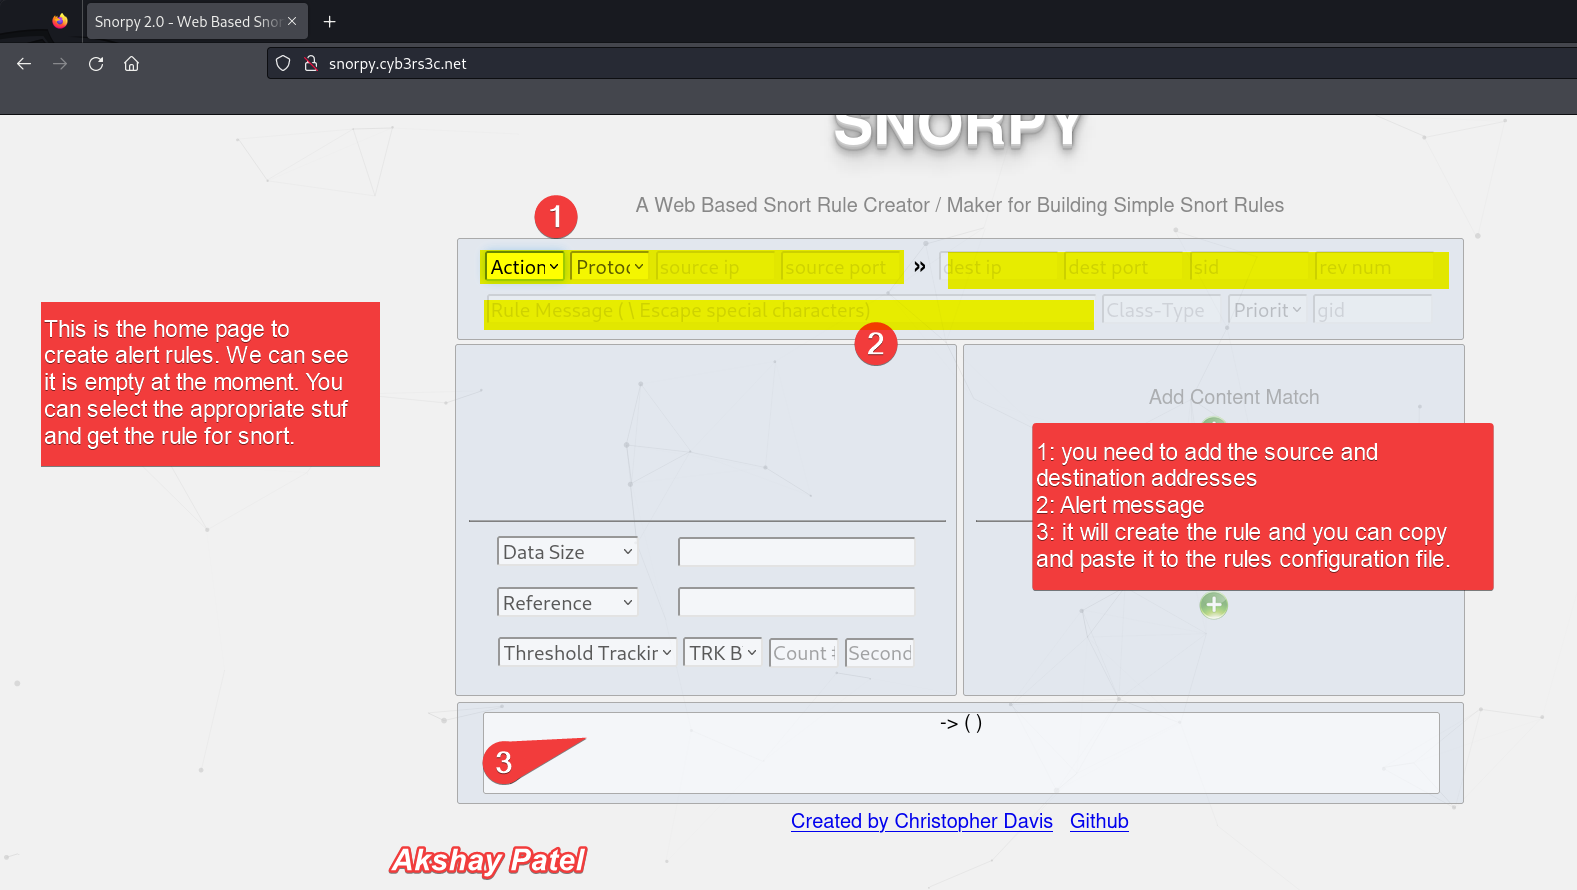 Snorpy 2.0 - Web Based Snor
snorpy.cyb3rs3c.net
SNORPY
A Web Based Snort Rule Creator / Maker for Building Simple Snort Rules
1
Action Protoc source ip source port » dest ip dest port sid rev num
Rule Message ( \ Escape special characters) Class-Type Priorit gid
2
This is the home page to
create alert rules. We can see
it is empty at the moment. You
can select the appropriate stuf
and get the rule for snort.
Add Content Match
1: you need to add the source and
destination addresses
2: Alert message
3: it will create the rule and you can copy
and paste it to the rules configuration file.
Data Size
Reference
Threshold Trackir TRK B Count # Second
-> ( )
3
Created by Christopher Davis Github
Akshay Patel